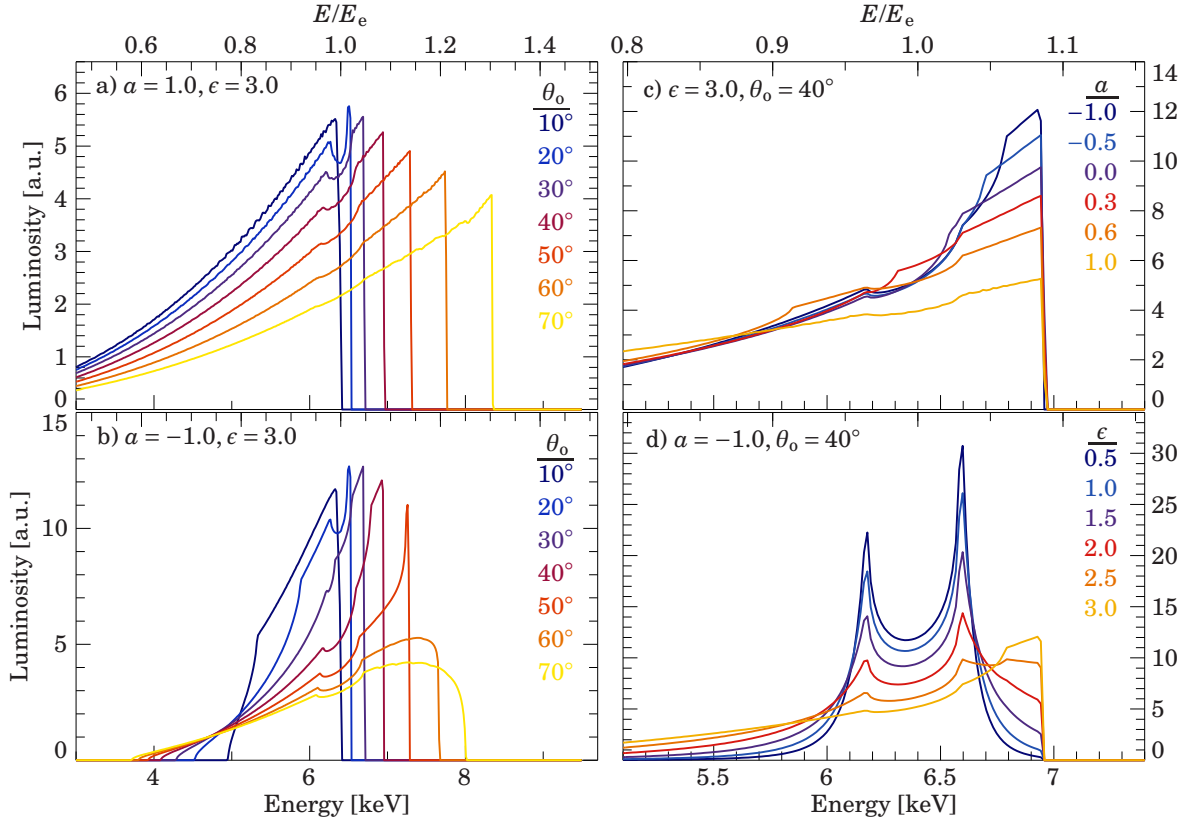 E/Eₑ
E/Eₑ
0.6 0.8 1.0 1.2 1.4
0.8 0.9 1.0 1.1
a) a = 1.0, ϵ = 3.0
θₒ
10°
20°
30°
40°
50°
60°
70°
6
5
4
3
2
1
0
Luminosity [a.u.]
c) ϵ = 3.0, θₒ = 40°
a
−1.0
−0.5
0.0
0.3
0.6
1.0
14
12
10
8
6
4
2
0
b) a = −1.0, ϵ = 3.0
θₒ
10°
20°
30°
40°
50°
60°
70°
15
10
5
0
Luminosity [a.u.]
4 6 8
Energy [keV]
d) a = −1.0, θₒ = 40°
ϵ
0.5
1.0
1.5
2.0
2.5
3.0
30
25
20
15
10
5
0
5.5 6 6.5 7
Energy [keV]